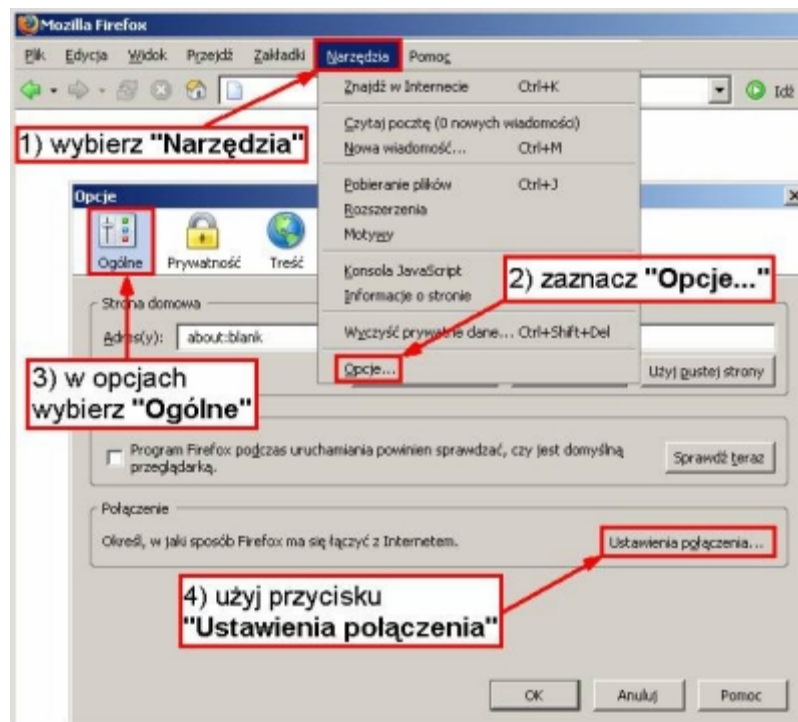 Mozilla Firefox
Plik Edycja Widok Przejdź Zakładki Narzędzia Pomoc
Idź
Znajdź w Internecie Ctrl+K
1) wybierz "Narzędzia"
Czytaj pocztę (0 nowych wiadomości)
Nowa wiadomość... Ctrl+M
Pobieranie plików Ctrl+J
Rozszerzenia
Motywy
Konsola JavaScript
Informacje o stronie
Wyczyść prywatne dane... Ctrl+Shift+Del
Opcje...
2) zaznacz "Opcje..."
Opcje
Ogólne Prywatność Treść
Strona domowa
Adres(y): about:blank
Użyj pustej strony
3) w opcjach
wybierz "Ogólne"
Program Firefox podczas uruchamiania powinien sprawdzać, czy jest domyślną
przeglądarką.
Sprawdź teraz
Połączenie
Określ, w jaki sposób Firefox ma się łączyć z Internetem.
Ustawienia połączenia...
4) użyj przycisku
"Ustawienia połączenia"
OK Anuluj Pomoc